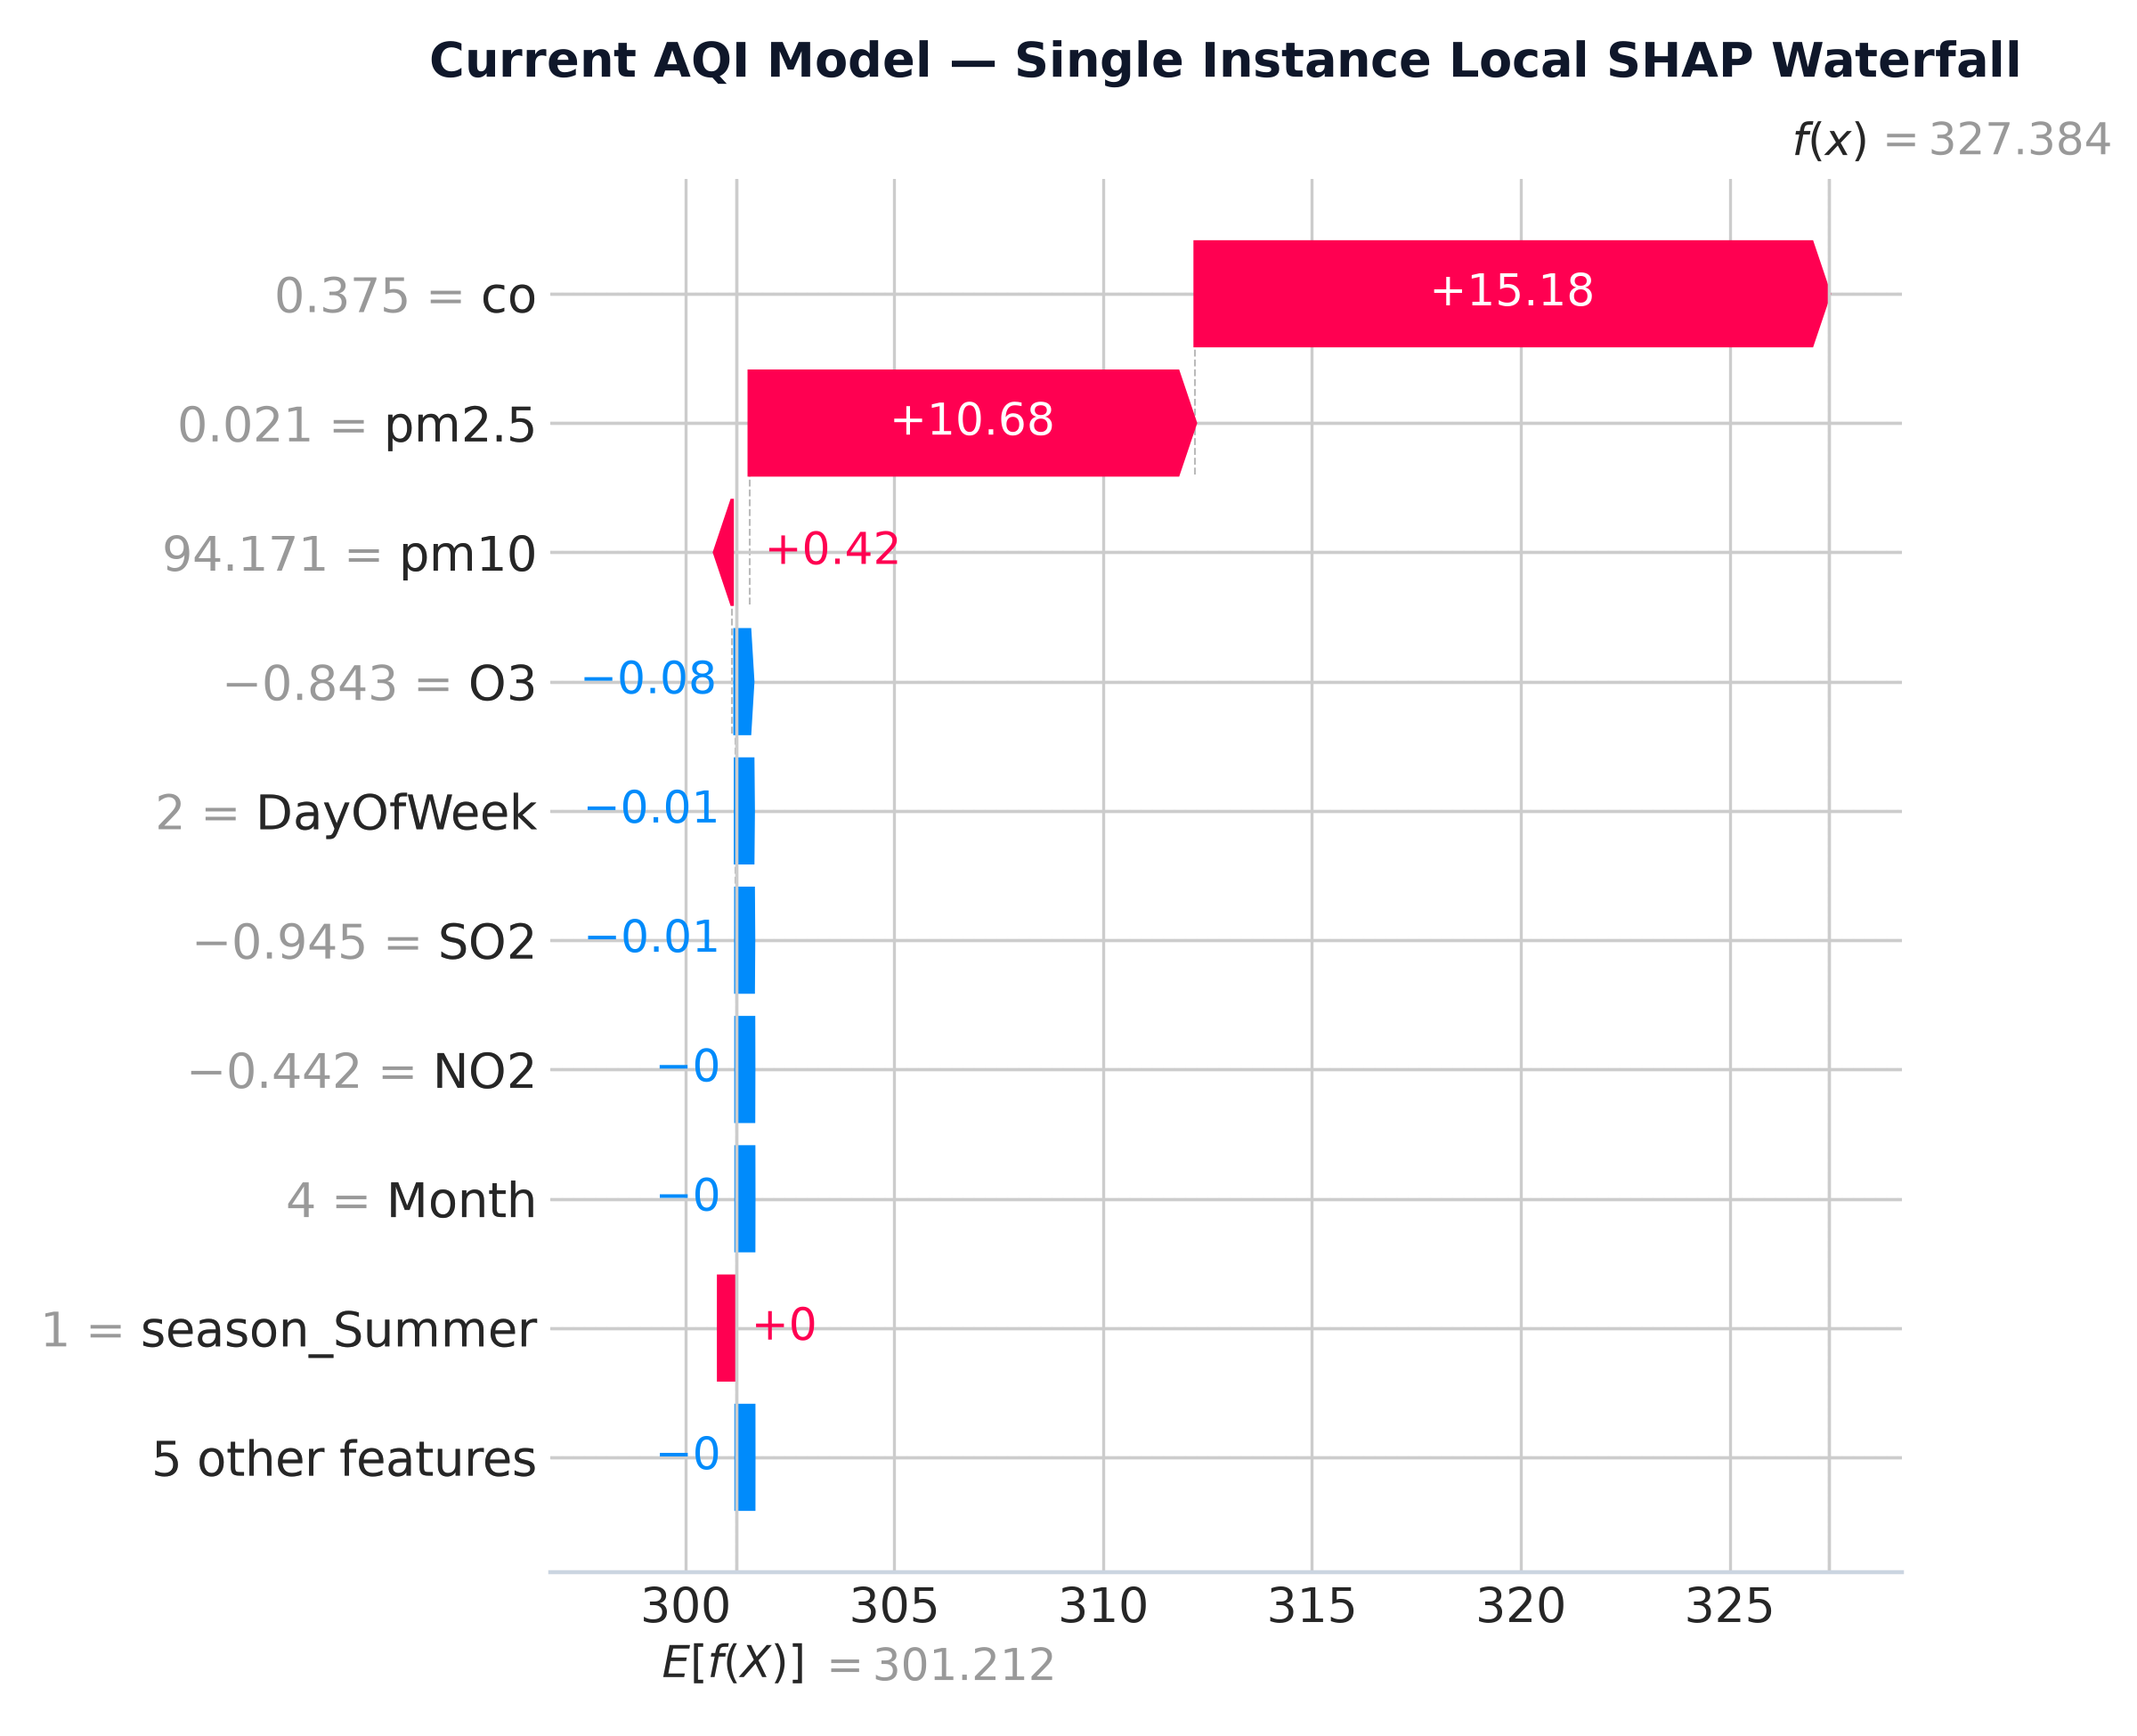 Current AQI Model — Single Instance Local SHAP Waterfall
f(x) = 327.384
0.375 = co
+15.18
0.021 = pm2.5
+10.68
94.171 = pm10
+0.42
−0.843 = O3
−0.08
2 = DayOfWeek
−0.01
−0.945 = SO2
−0.01
−0.442 = NO2
−0
4 = Month
−0
1 = season_Summer
+0
5 other features
−0
300 305 310 315 320 325
E[f(X)] = 301.212